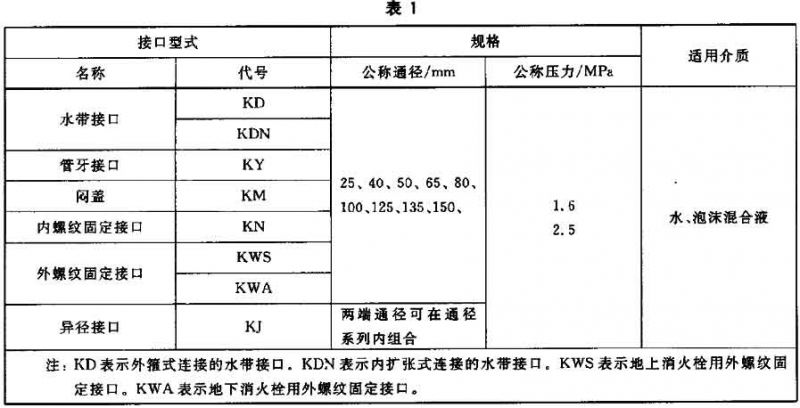 表 1
接口型式
规格
适用介质
名称
代号
公称通径/mm
公称压力/MPa
水带接口
KD
KDN
管牙接口
KY
闷盖
KM
内螺纹固定接口
KN
外螺纹固定接口
KWS
KWA
25、40、50、65、80、
100、125、135、150、
1.6
2.5
水、泡沫混合液
异径接口
KJ
两端通径可在通径
系列内组合
注：KD表示外箍式连接的水带接口。KDN表示内扩张式连接的水带接口。KWS表示地上消火栓用外螺纹固
定接口。KWA表示地下消火栓用外螺纹固定接口。